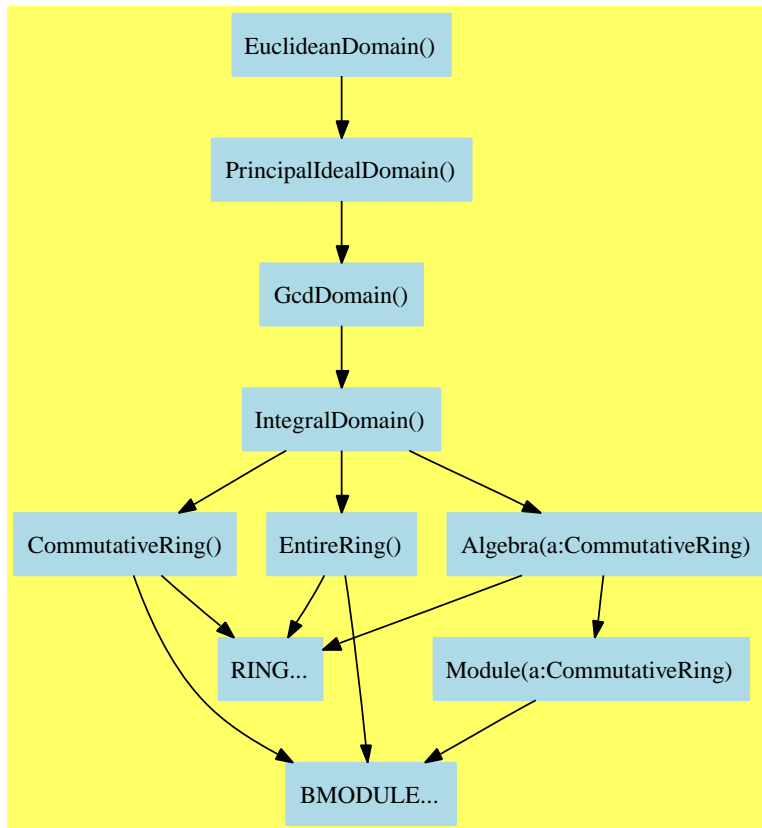 EuclideanDomain()
PrincipalIdealDomain()
GcdDomain()
IntegralDomain()
CommutativeRing()
EntireRing()
Algebra(a:CommutativeRing)
RING...
Module(a:CommutativeRing)
BMODULE...